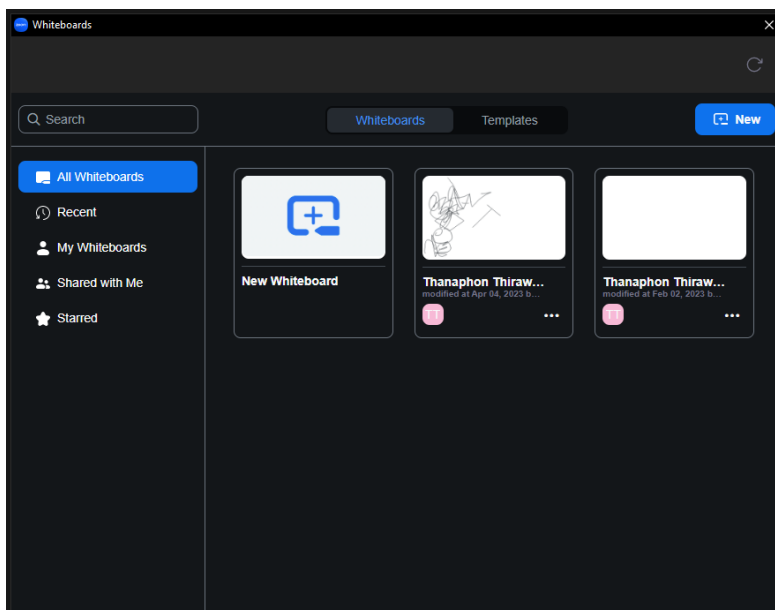 Whiteboards
Search
Whiteboards
Templates
New
All Whiteboards
Recent
My Whiteboards
Shared with Me
Starred
New Whiteboard
Thanaphon Thiraw...
modified at Apr 04, 2023 b...
TT
Thanaphon Thiraw...
modified at Feb 02, 2023 b...
TT